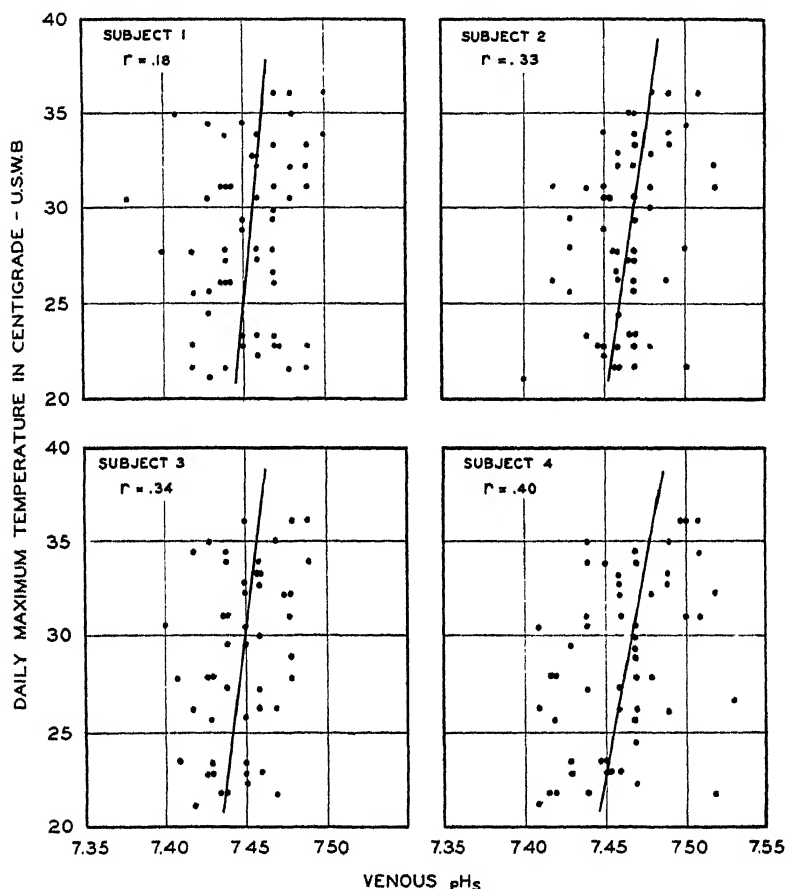 40
35
30
25
20
SUBJECT 1
r = .18
SUBJECT 2
r = .33
40
35
30
25
20
SUBJECT 3
r = .34
SUBJECT 4
r = .40
DAILY MAXIMUM TEMPERATURE IN CENTIGRADE - U.S.W.B
7.35 7.40 7.45 7.50 7.40 7.45 7.50 7.55
VENOUS pHs